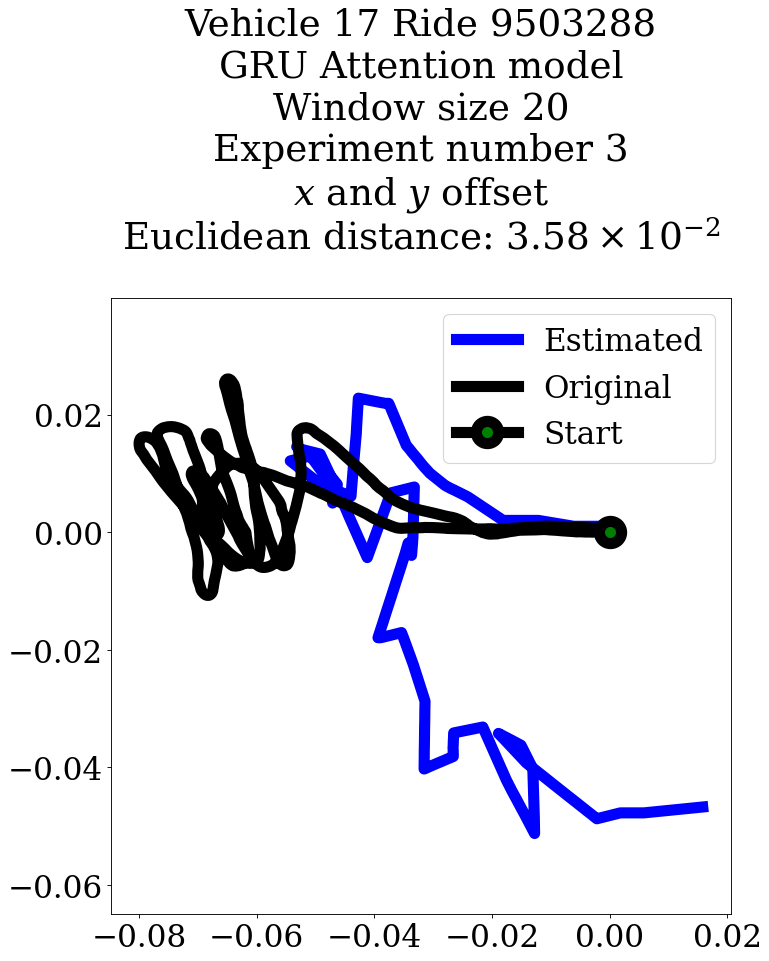 Vehicle 17 Ride 9503288
GRU Attention model
Window size 20
Experiment number 3
x and y offset
Euclidean distance: 3.58 × 10⁻²
Estimated
Original
Start
0.02
0.00
−0.02
−0.04
−0.06
−0.08 −0.06 −0.04 −0.02 0.00 0.02